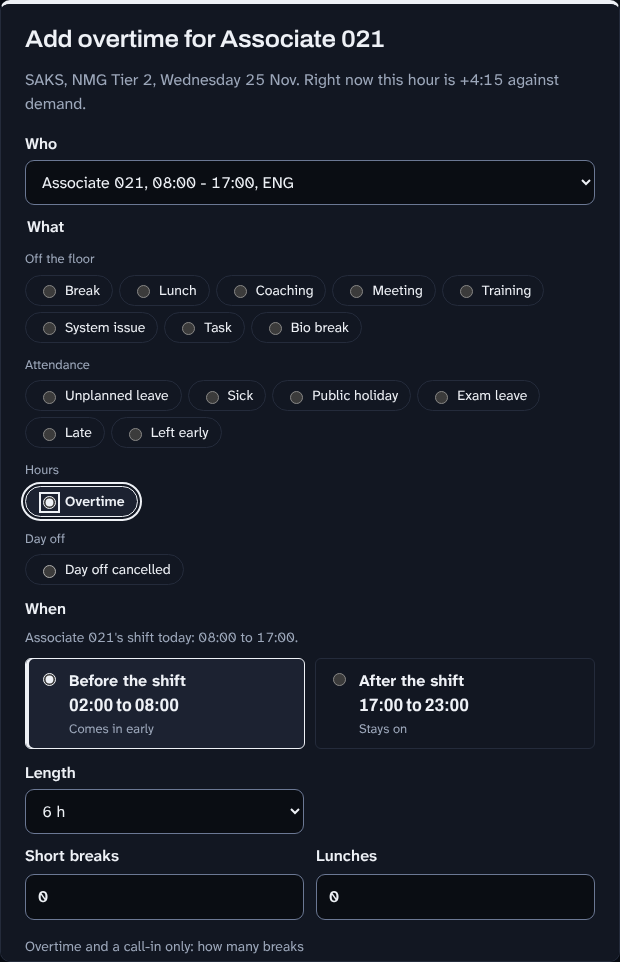 Add overtime for Associate 021
SAKS, NMG Tier 2, Wednesday 25 Nov. Right now this hour is +4:15 against
demand.
Who
Associate 021, 08:00 - 17:00, ENG
What
Off the floor
Break
Lunch
Coaching
Meeting
Training
System issue
Task
Bio break
Attendance
Unplanned leave
Sick
Public holiday
Exam leave
Late
Left early
Hours
Overtime
Day off
Day off cancelled
When
Associate 021's shift today: 08:00 to 17:00.
Before the shift
02:00 to 08:00
Comes in early
After the shift
17:00 to 23:00
Stays on
Length
6 h
Short breaks
0
Lunches
0
Overtime and a call-in only: how many breaks